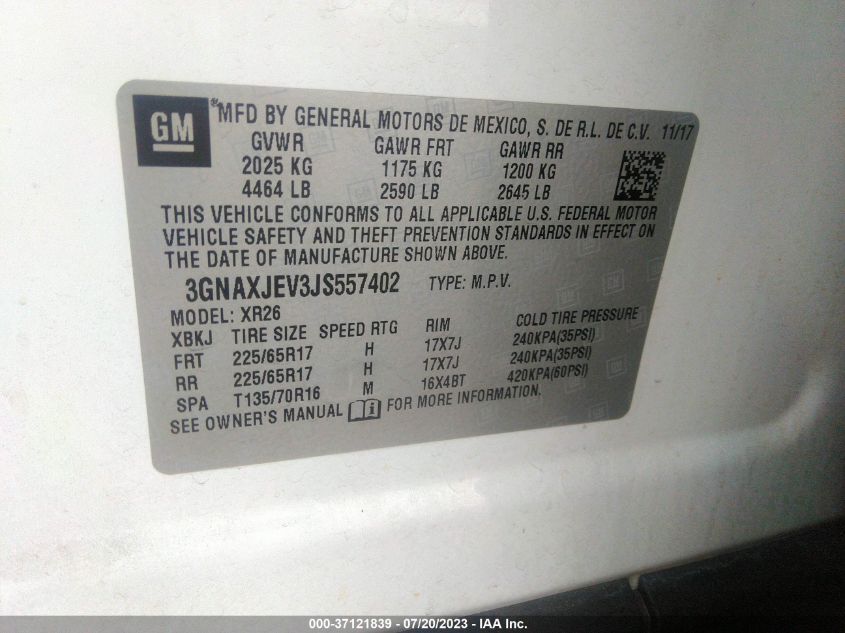 GM
® MFD BY GENERAL MOTORS DE MEXICO, S. DE R.L. DE C.V. 11/17
GVWR GAWR FRT GAWR RR
2025 KG 1175 KG 1200 KG
4464 LB 2590 LB 2645 LB
THIS VEHICLE CONFORMS TO ALL APPLICABLE U.S. FEDERAL MOTOR
VEHICLE SAFETY AND THEFT PREVENTION STANDARDS IN EFFECT ON
THE DATE OF MANUFACTURE SHOWN ABOVE.
3GNAXJEV3JS557402 TYPE: M.P.V.
MODEL: XR26
XBKJ TIRE SIZE SPEED RTG RIM COLD TIRE PRESSURE
FRT 225/65R17 H 17X7J 240KPA(35PSI)
RR 225/65R17 H 17X7J 240KPA(35PSI)
SPA T135/70R16 M 16X4BT 420KPA(60PSI)
SEE OWNER'S MANUAL FOR MORE INFORMATION.
000-37121839 - 07/20/2023 - IAA Inc.